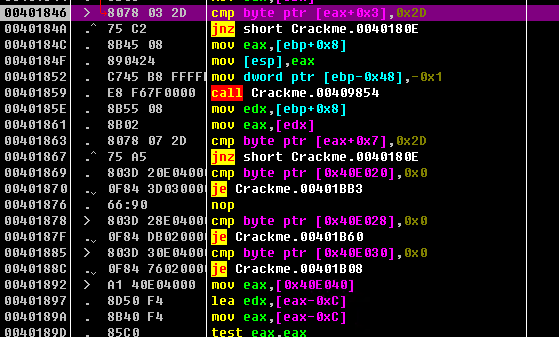 00401846 > 8078 03 2D cmp byte ptr [eax+0x3],0x2D
0040184A .^ 75 C2 jnz short Crackme.0040180E
0040184C . 8B45 08 mov eax,[ebp+0x8]
0040184F . 890424 mov [esp],eax
00401852 . C745 B8 FFFFF mov dword ptr [ebp-0x48],-0x1
00401859 . E8 F67F0000 call Crackme.00409854
0040185E . 8B55 08 mov edx,[ebp+0x8]
00401861 . 8B02 mov eax,[edx]
00401863 . 8078 07 2D cmp byte ptr [eax+0x7],0x2D
00401867 .^ 75 A5 jnz short Crackme.0040180E
00401869 . 803D 20E04000 cmp byte ptr [0x40E020],0x0
00401870 .v 0F84 3D030000 je Crackme.00401BB3
00401876 . 66:90 nop
00401878 > 803D 28E04000 cmp byte ptr [0x40E028],0x0
0040187F .v 0F84 DB020000 je Crackme.00401B60
00401885 > 803D 30E04000 cmp byte ptr [0x40E030],0x0
0040188C .v 0F84 76020000 je Crackme.00401B08
00401892 > A1 40E04000 mov eax,[0x40E040]
00401897 . 8D50 F4 lea edx,[eax-0xC]
0040189A . 8B40 F4 mov eax,[eax-0xC]
0040189D . 85C0 test eax,eax